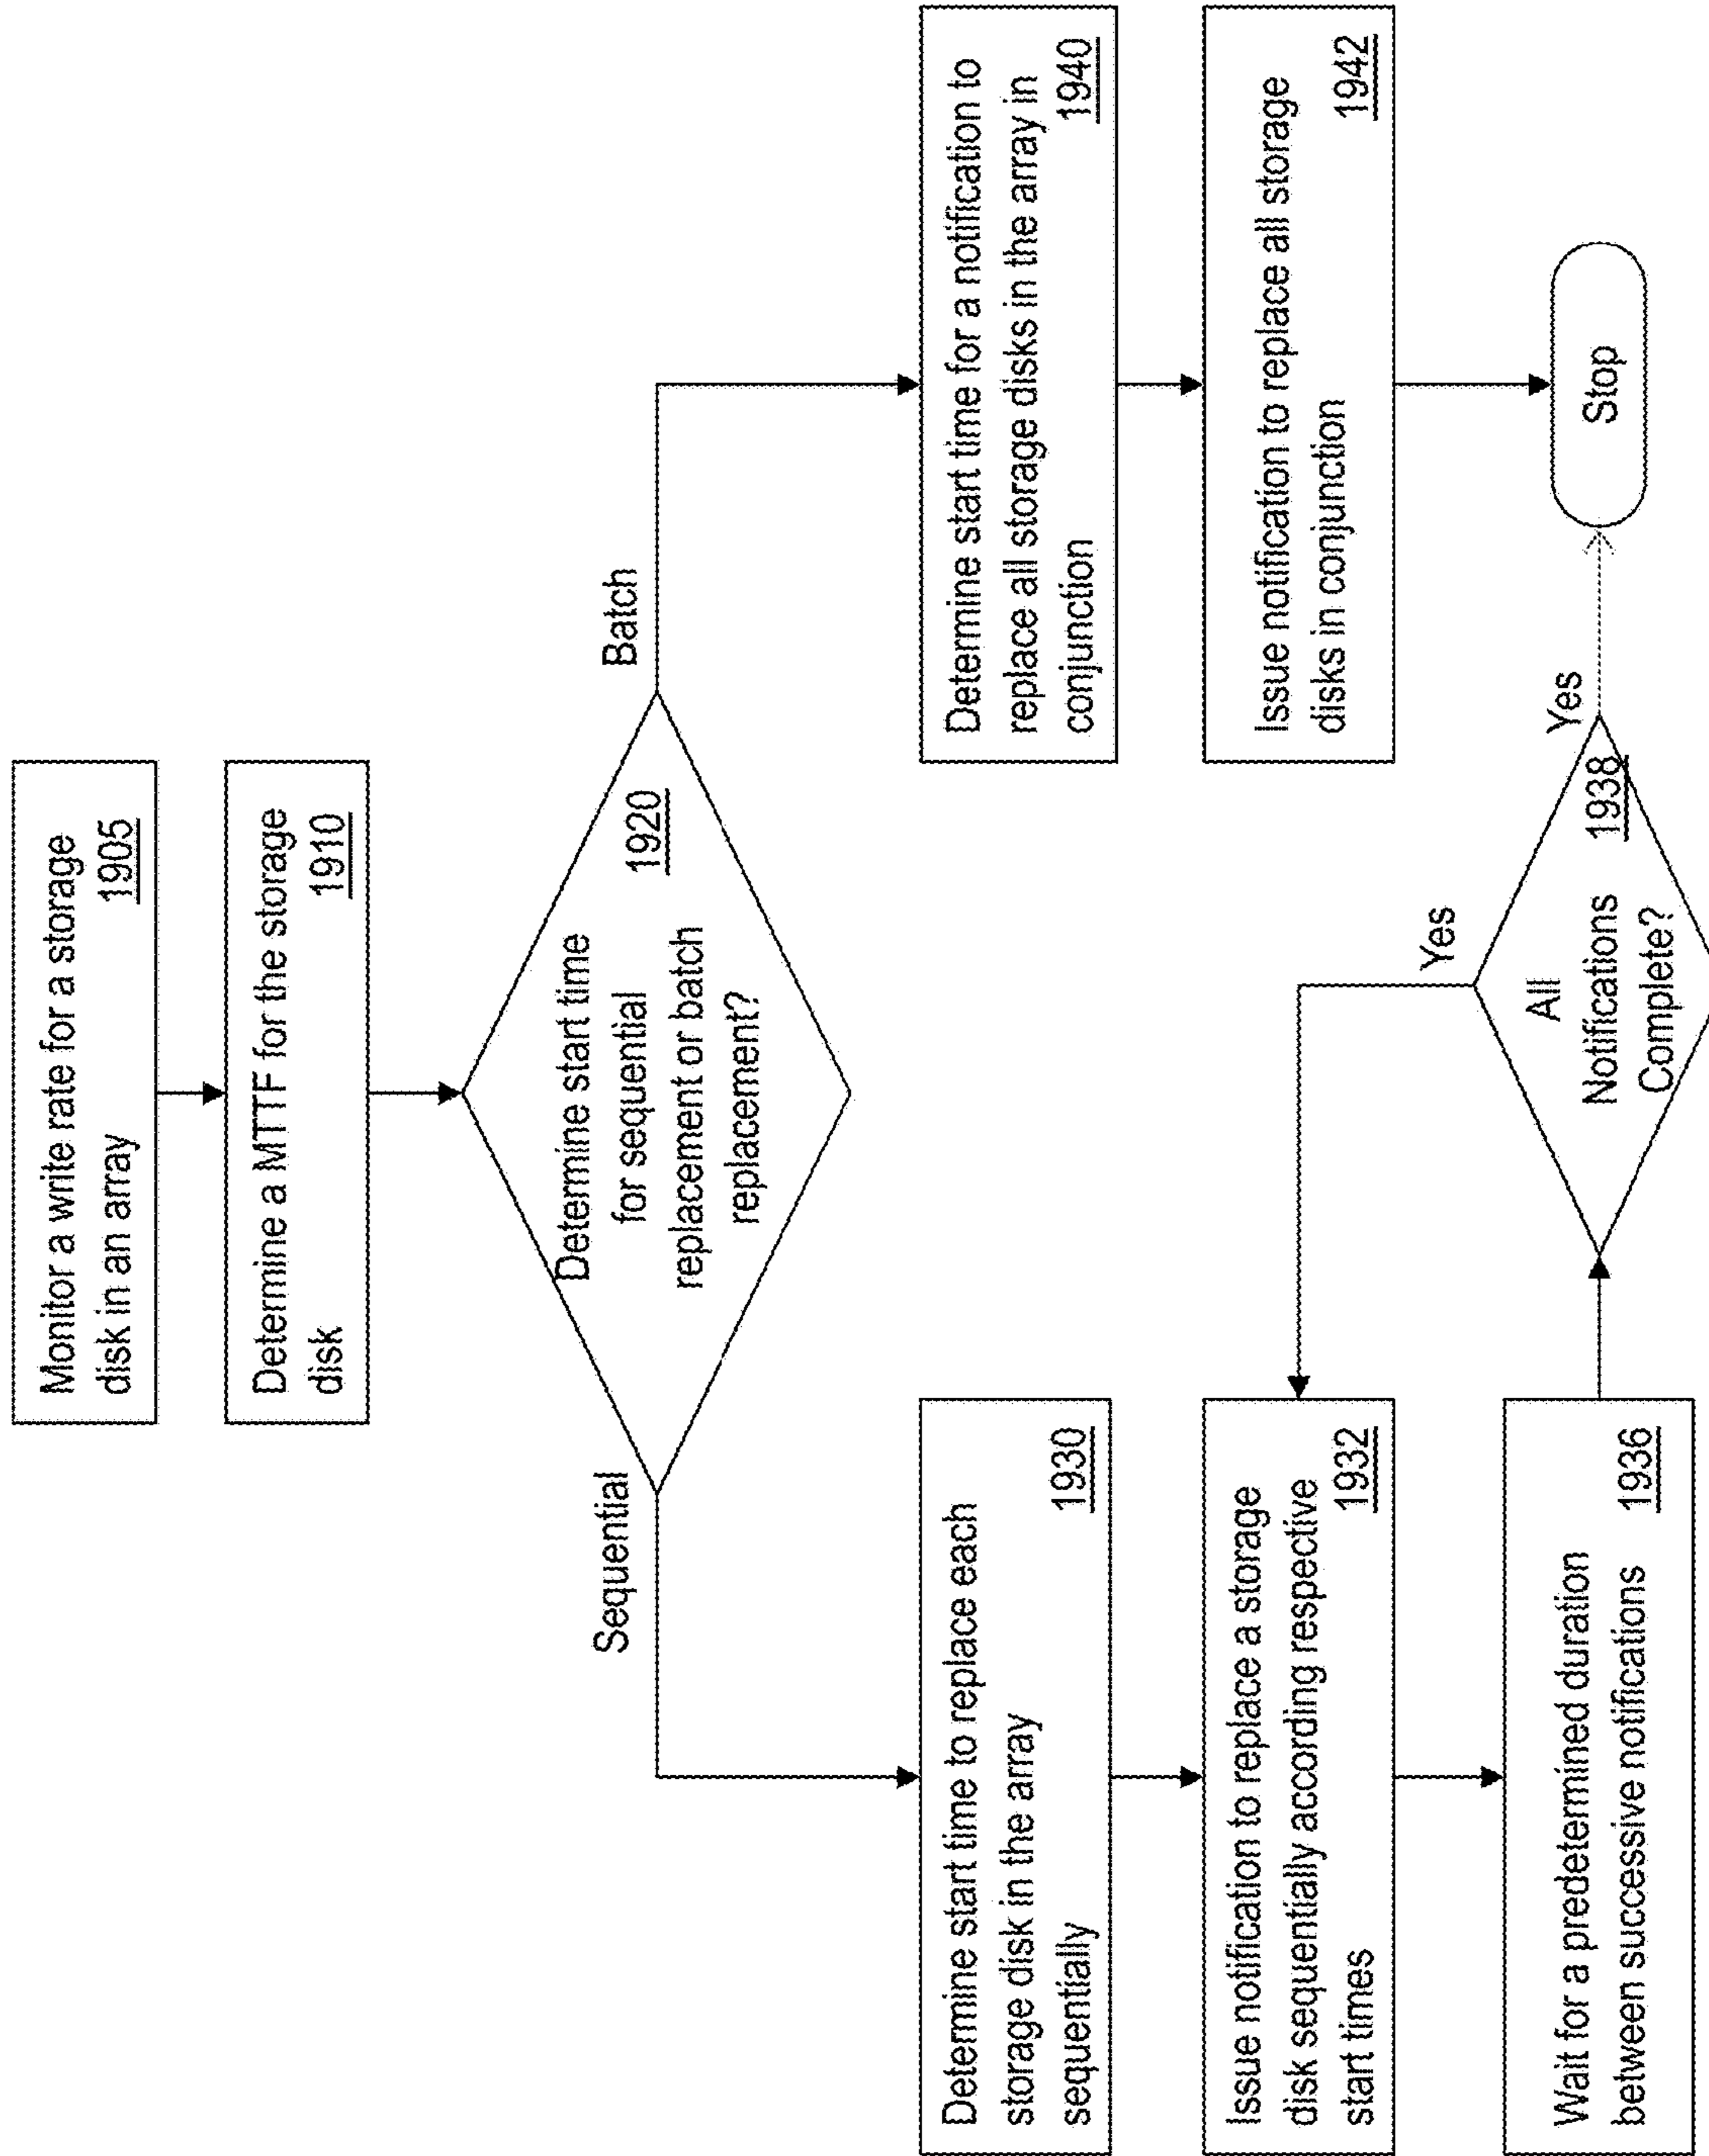 Monitor a write rate for a storage
disk in an array 1905
Determine a MTTF for the storage
disk 1910
Determine start time 1920
for sequential
replacement or batch
replacement?
Sequential
Batch
Determine start time to replace each
storage disk in the array
sequentially 1930
Determine start time for a notification to
replace all storage disks in the array in
conjunction 1940
Issue notification to replace a storage
disk sequentially according respective
start times 1932
Issue notification to replace all storage
disks in conjunction 1942
Wait for a predetermined duration
between successive notifications 1936
All
Notifications 1938
Complete?
Yes
Yes
Stop